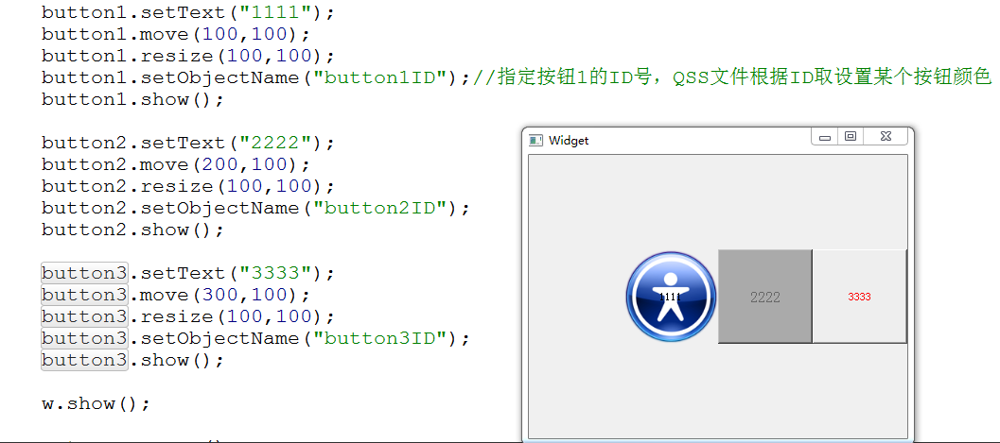 button1.setText("1111");
button1.move(100,100);
button1.resize(100,100);
button1.setObjectName("button1ID");//指定按钮1的ID号，QSS文件根据ID取设置某个按钮颜色
button1.show();
button2.setText("2222");
button2.move(200,100);
button2.resize(100,100);
button2.setObjectName("button2ID");
button2.show();
button3.setText("3333");
button3.move(300,100);
button3.resize(100,100);
button3.setObjectName("button3ID");
button3.show();
w.show();
Widget
1111
2222
3333